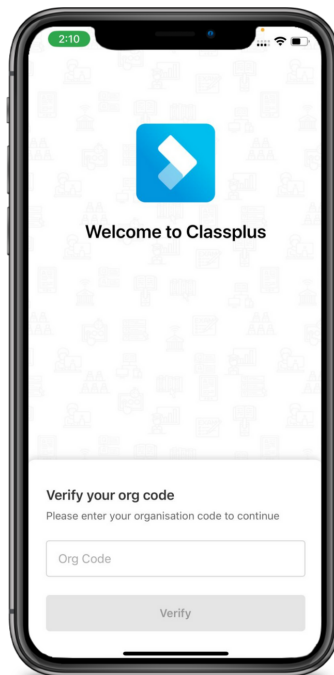 2:10
Welcome to Classplus
Verify your org code
Please enter your organisation code to continue
Org Code
Verify